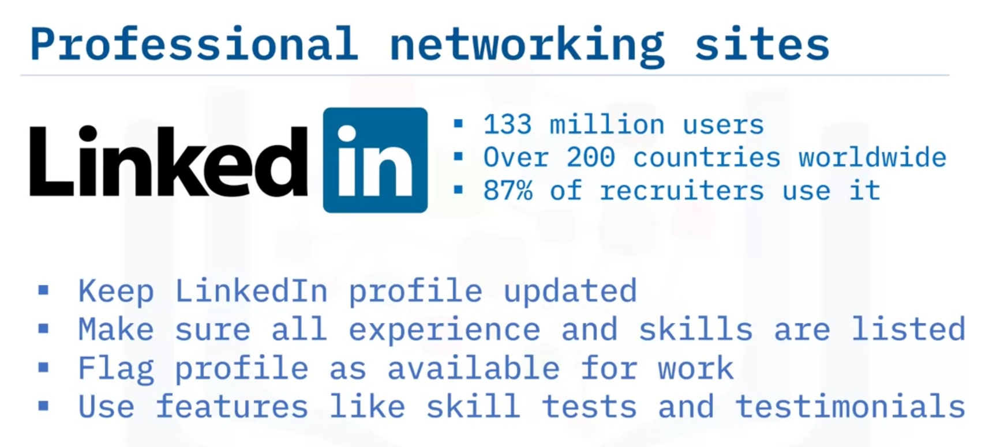 Professional networking sites
Linked in
▪ 133 million users
▪ Over 200 countries worldwide
▪ 87% of recruiters use it
▪ Keep LinkedIn profile updated
▪ Make sure all experience and skills are listed
▪ Flag profile as available for work
▪ Use features like skill tests and testimonials